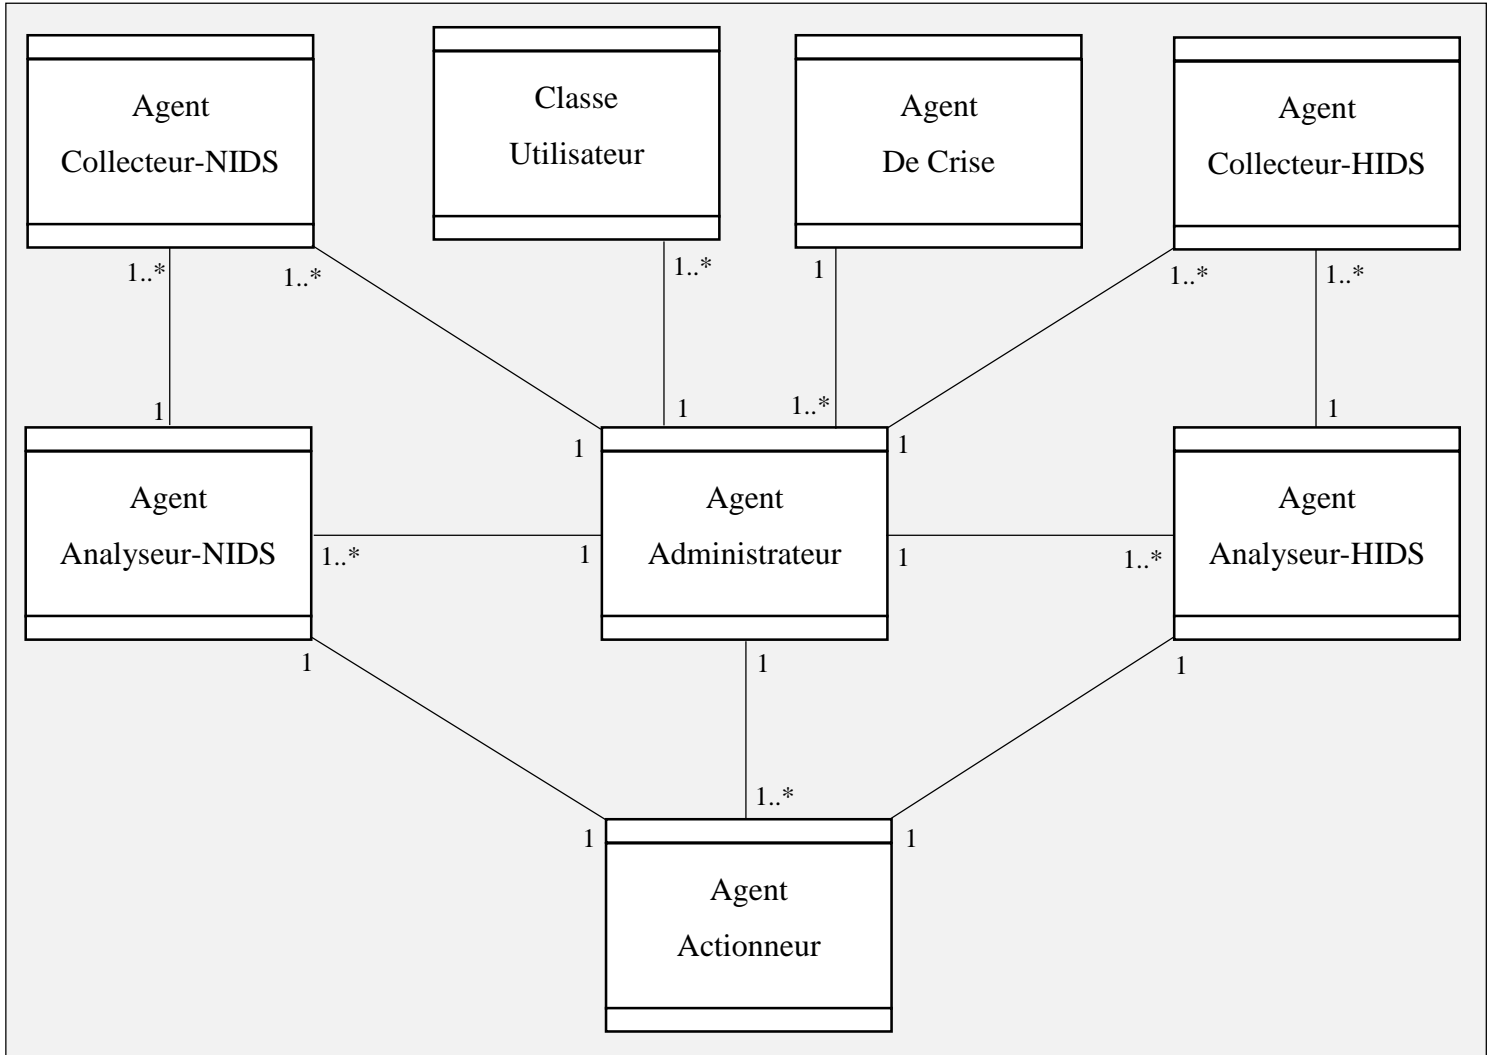 Agent
Collecteur-NIDS
Classe
Utilisateur
Agent
De Crise
Agent
Collecteur-HIDS
1..*
1..*
1..*
1
1..*
1..*
1
1
1..*
1
1
1
1
Agent
Analyseur-NIDS
Agent
Administrateur
Agent
Analyseur-HIDS
1..*
1
1
1..*
1
1
1
1..*
1
1
Agent
Actionneur